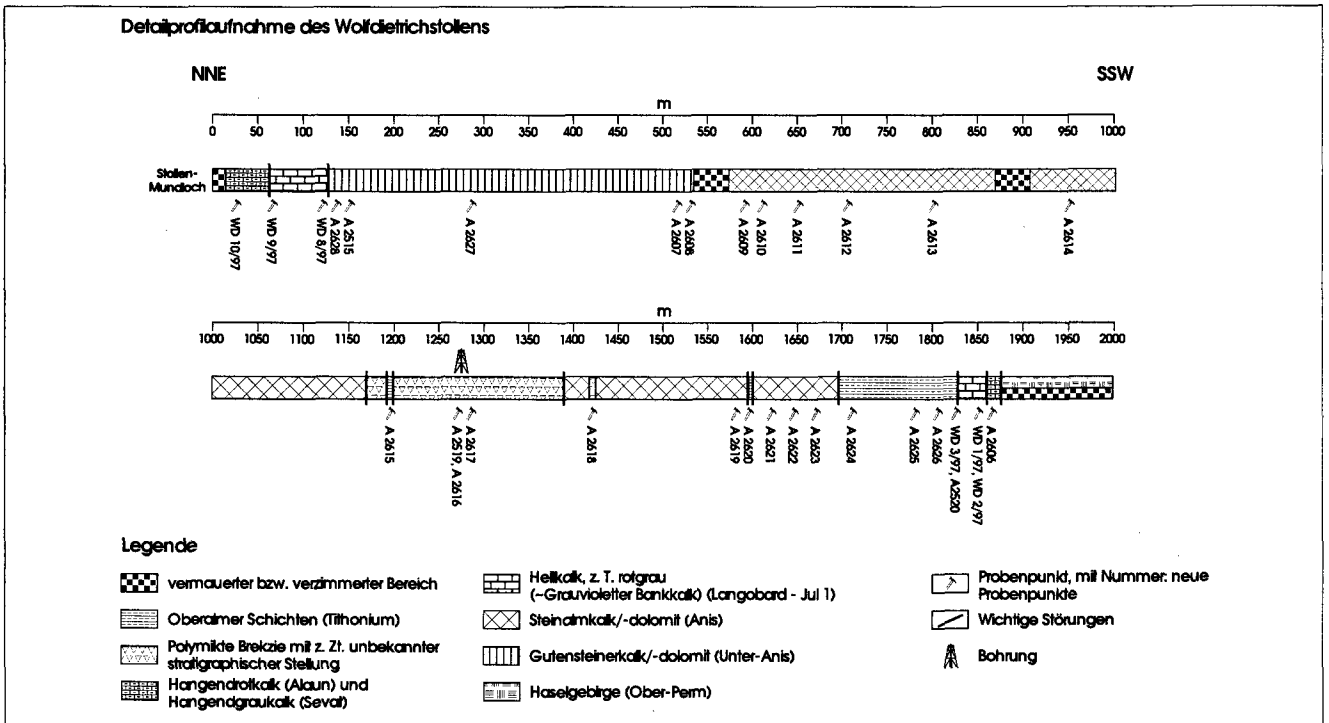 Detailprofilaufnahme des Wolfdietrichstollens
NNE
SSW
m
0 50 100 150 200 250 300 350 400 450 500 550 600 650 700 750 800 850 900 950 1000
Stollen-
Mundloch
WD 10/97 WD 9/97 WD 8/97 A 2628 A 2515 A 2627 A 2607 A 2608 A 2609 A 2610 A 2611 A 2612 A 2613 A 2614
m
1000 1050 1100 1150 1200 1250 1300 1350 1400 1450 1500 1550 1600 1650 1700 1750 1800 1850 1900 1950 2000
A 2615 A 2519, A 2616 A 2617 A 2618 A 2619 A 2620 A 2621 A 2622 A 2623 A 2624 A 2625 A 2626 WD 3/97, A2520 WD 1/97, WD 2/97 A 2606
Legende
vermauerter bzw. verzimmerter Bereich
Oberalmer Schichten (Tithonium)
Polymikte Brekzie mit z. Zt. unbekannter
stratigraphischer Stellung
Hangendrotkalk (Alaun) und
Hangendgraukalk (Sevat)
Hellkalk, z. T. rotgrau
(~Grauvioletter Bankkalk) (Langobard - Jul 1)
Steinalmkalk/-dolomit (Anis)
Gutensteinerkalk/-dolomit (Unter-Anis)
Haselgebirge (Ober-Perm)
Probenpunkt, mit Nummer: neue
Probenpunkte
Wichtige Störungen
Bohrung